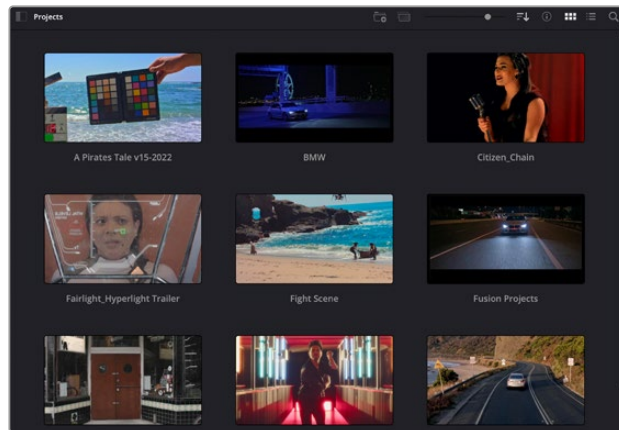 Projects
A Pirates Tale v15-2022
BMW
Citizen_Chain
Fairlight_Hyperlight Trailer
Fight Scene
Fusion Projects